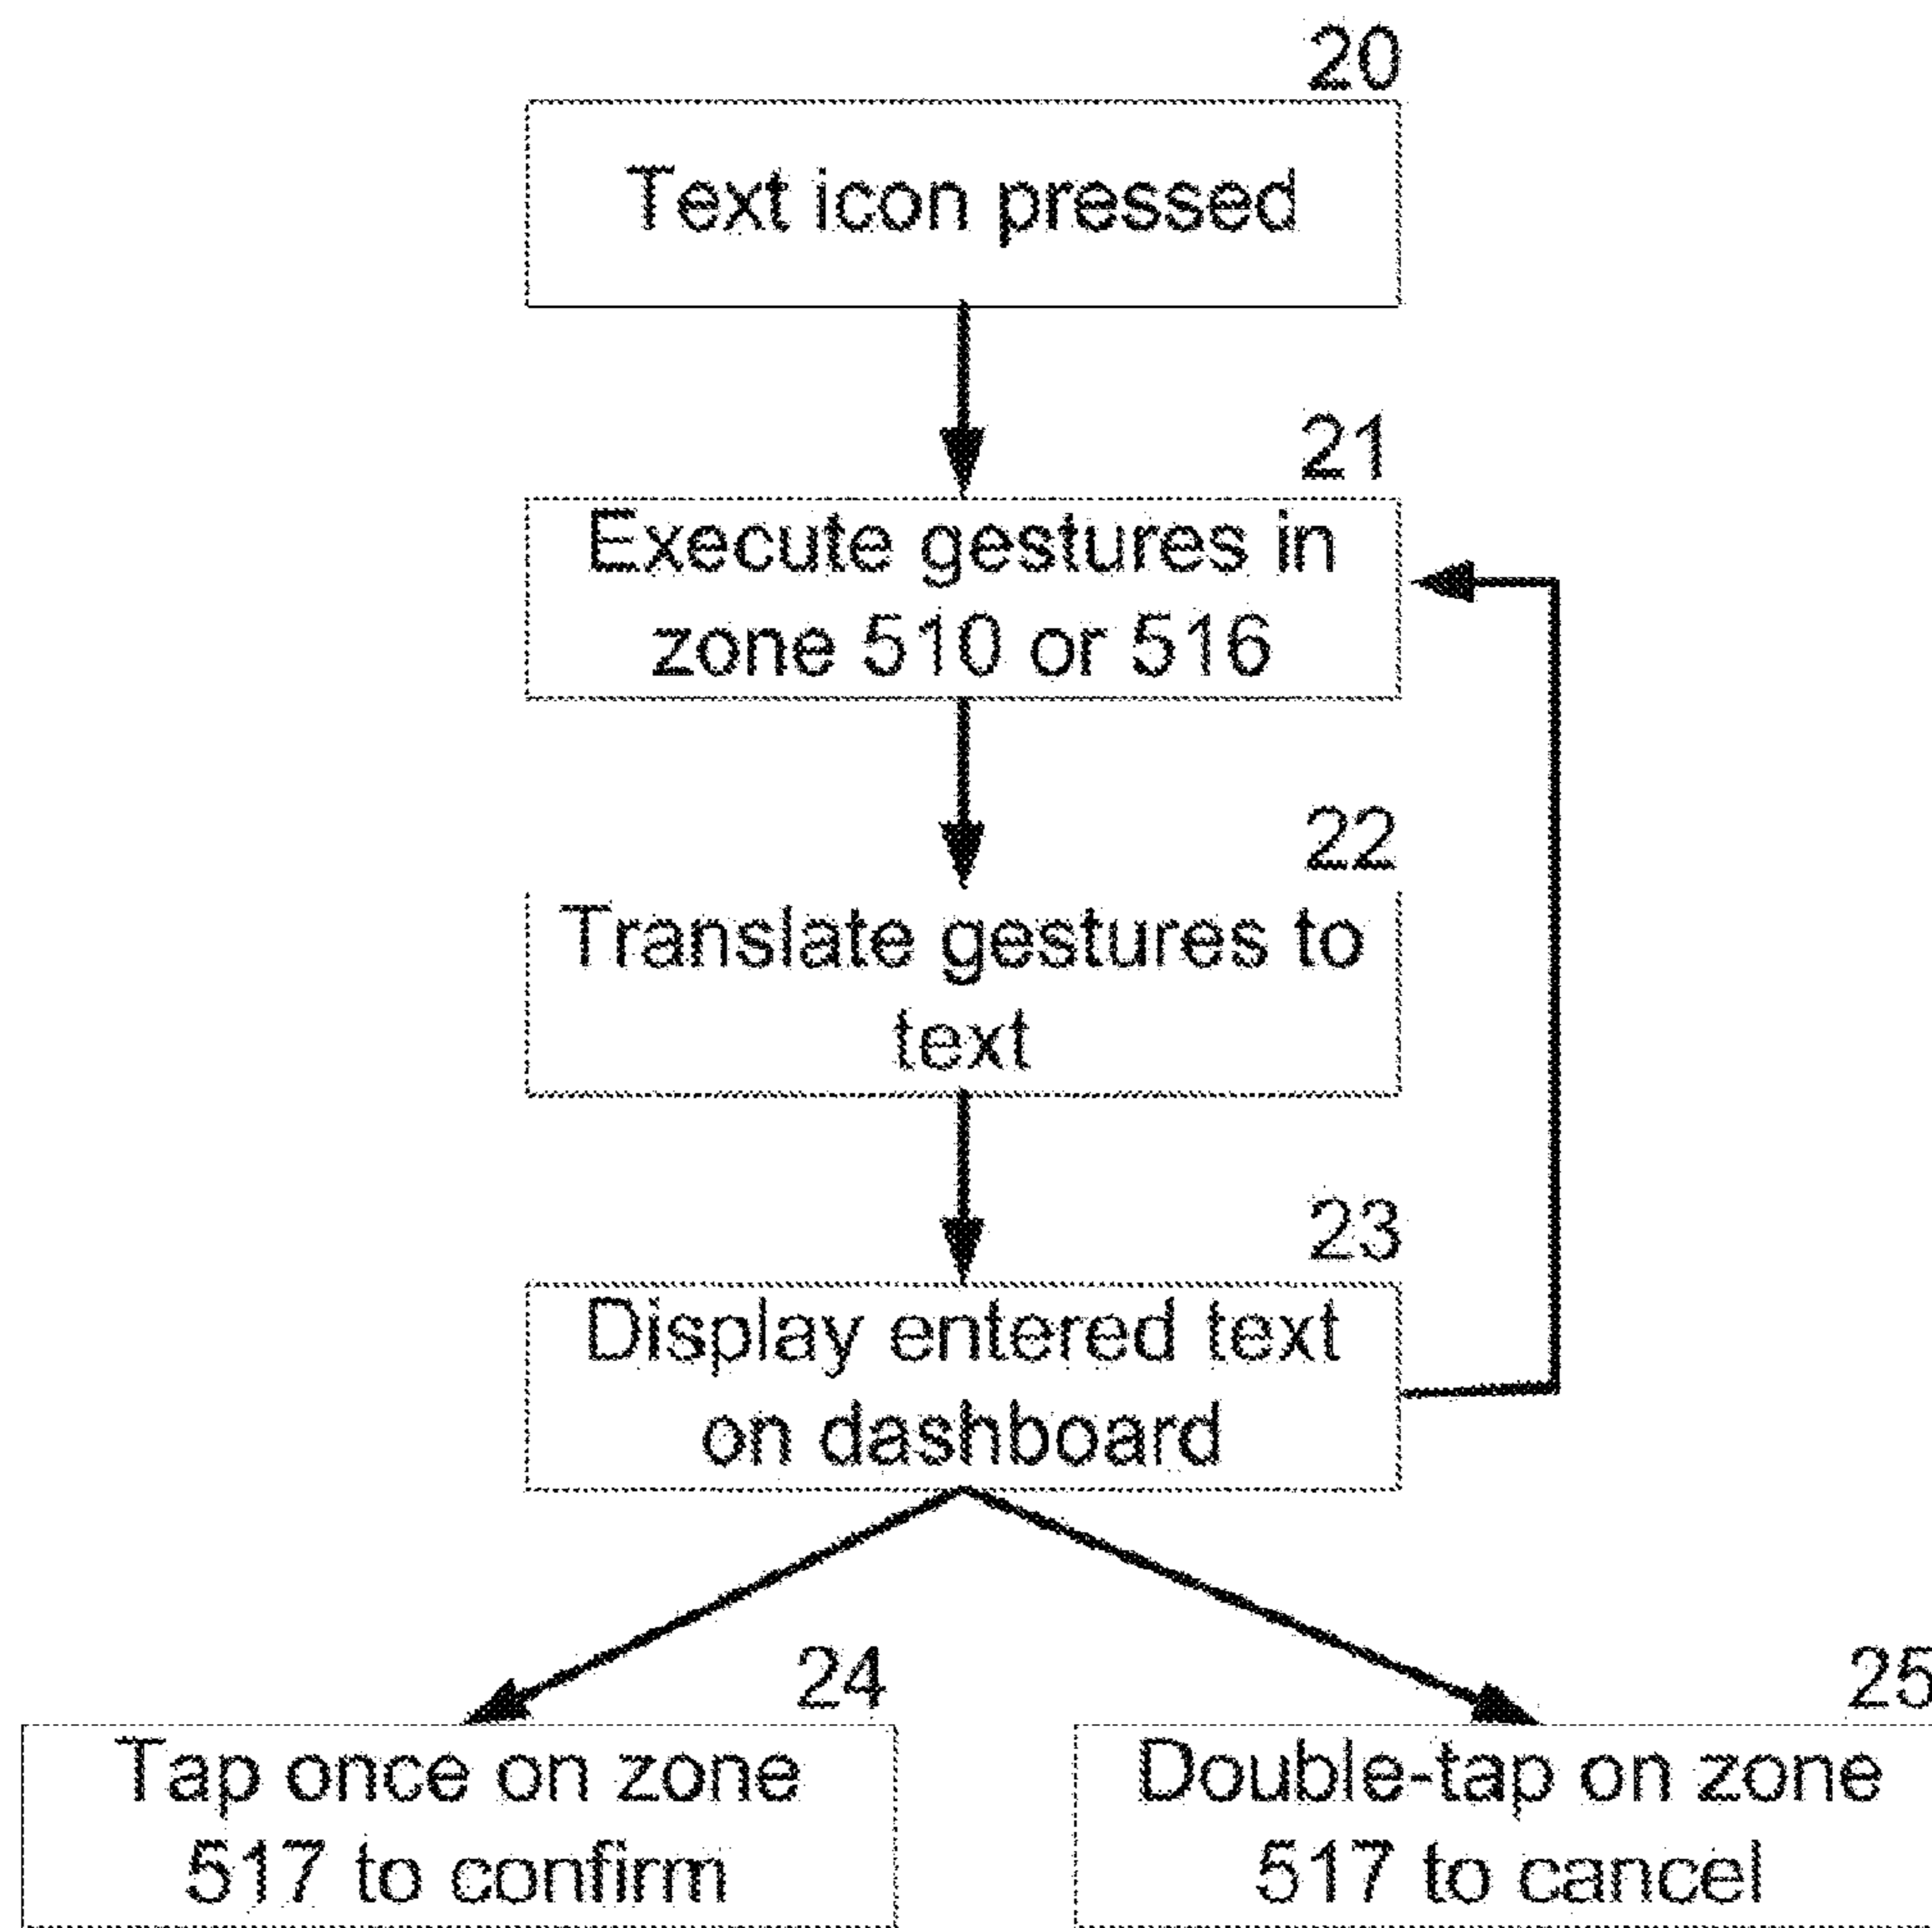 20
Text icon pressed
21
Execute gestures in
zone 510 or 516
22
Translate gestures to
text
23
Display entered text
on dashboard
24
Tap once on zone
517 to confirm
25
Double-tap on zone
517 to cancel